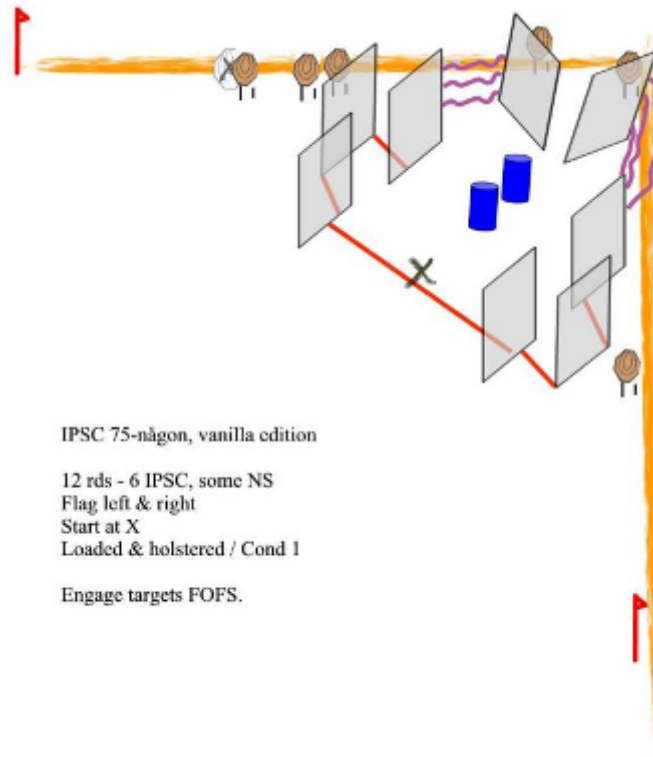 X
IPSC 75-någon, vanilla edition
12 rds - 6 IPSC, some NS
Flag left & right
Start at X
Loaded & holstered / Cond 1
Engage targets FOFS.